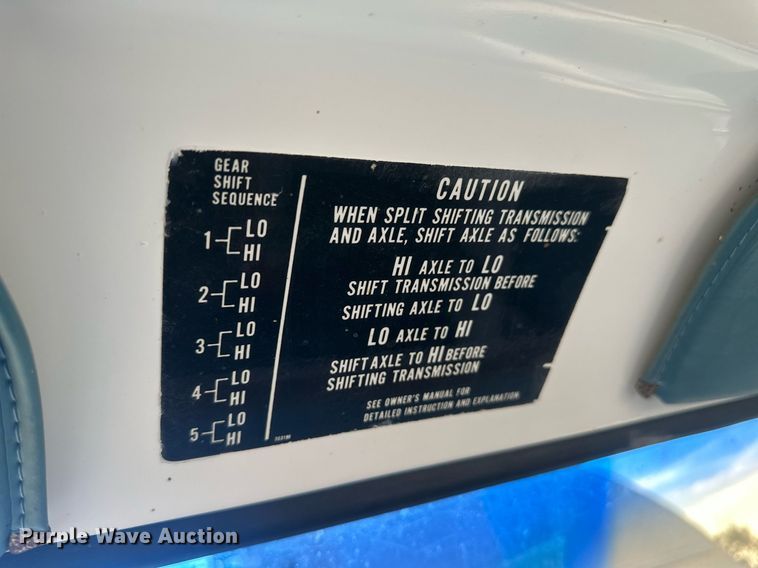 GEAR
SHIFT
SEQUENCE
1 LO
HI
2 LO
HI
3 LO
HI
4 LO
HI
5 LO
HI
CAUTION
WHEN SPLIT SHIFTING TRANSMISSION
AND AXLE, SHIFT AXLE AS FOLLOWS:
HI AXLE TO LO
SHIFT TRANSMISSION BEFORE
SHIFTING AXLE TO LO
LO AXLE TO HI
SHIFT AXLE TO HI BEFORE
SHIFTING TRANSMISSION
SEE OWNER'S MANUAL FOR
DETAILED INSTRUCTION AND EXPLANATION
Purple Wave Auction